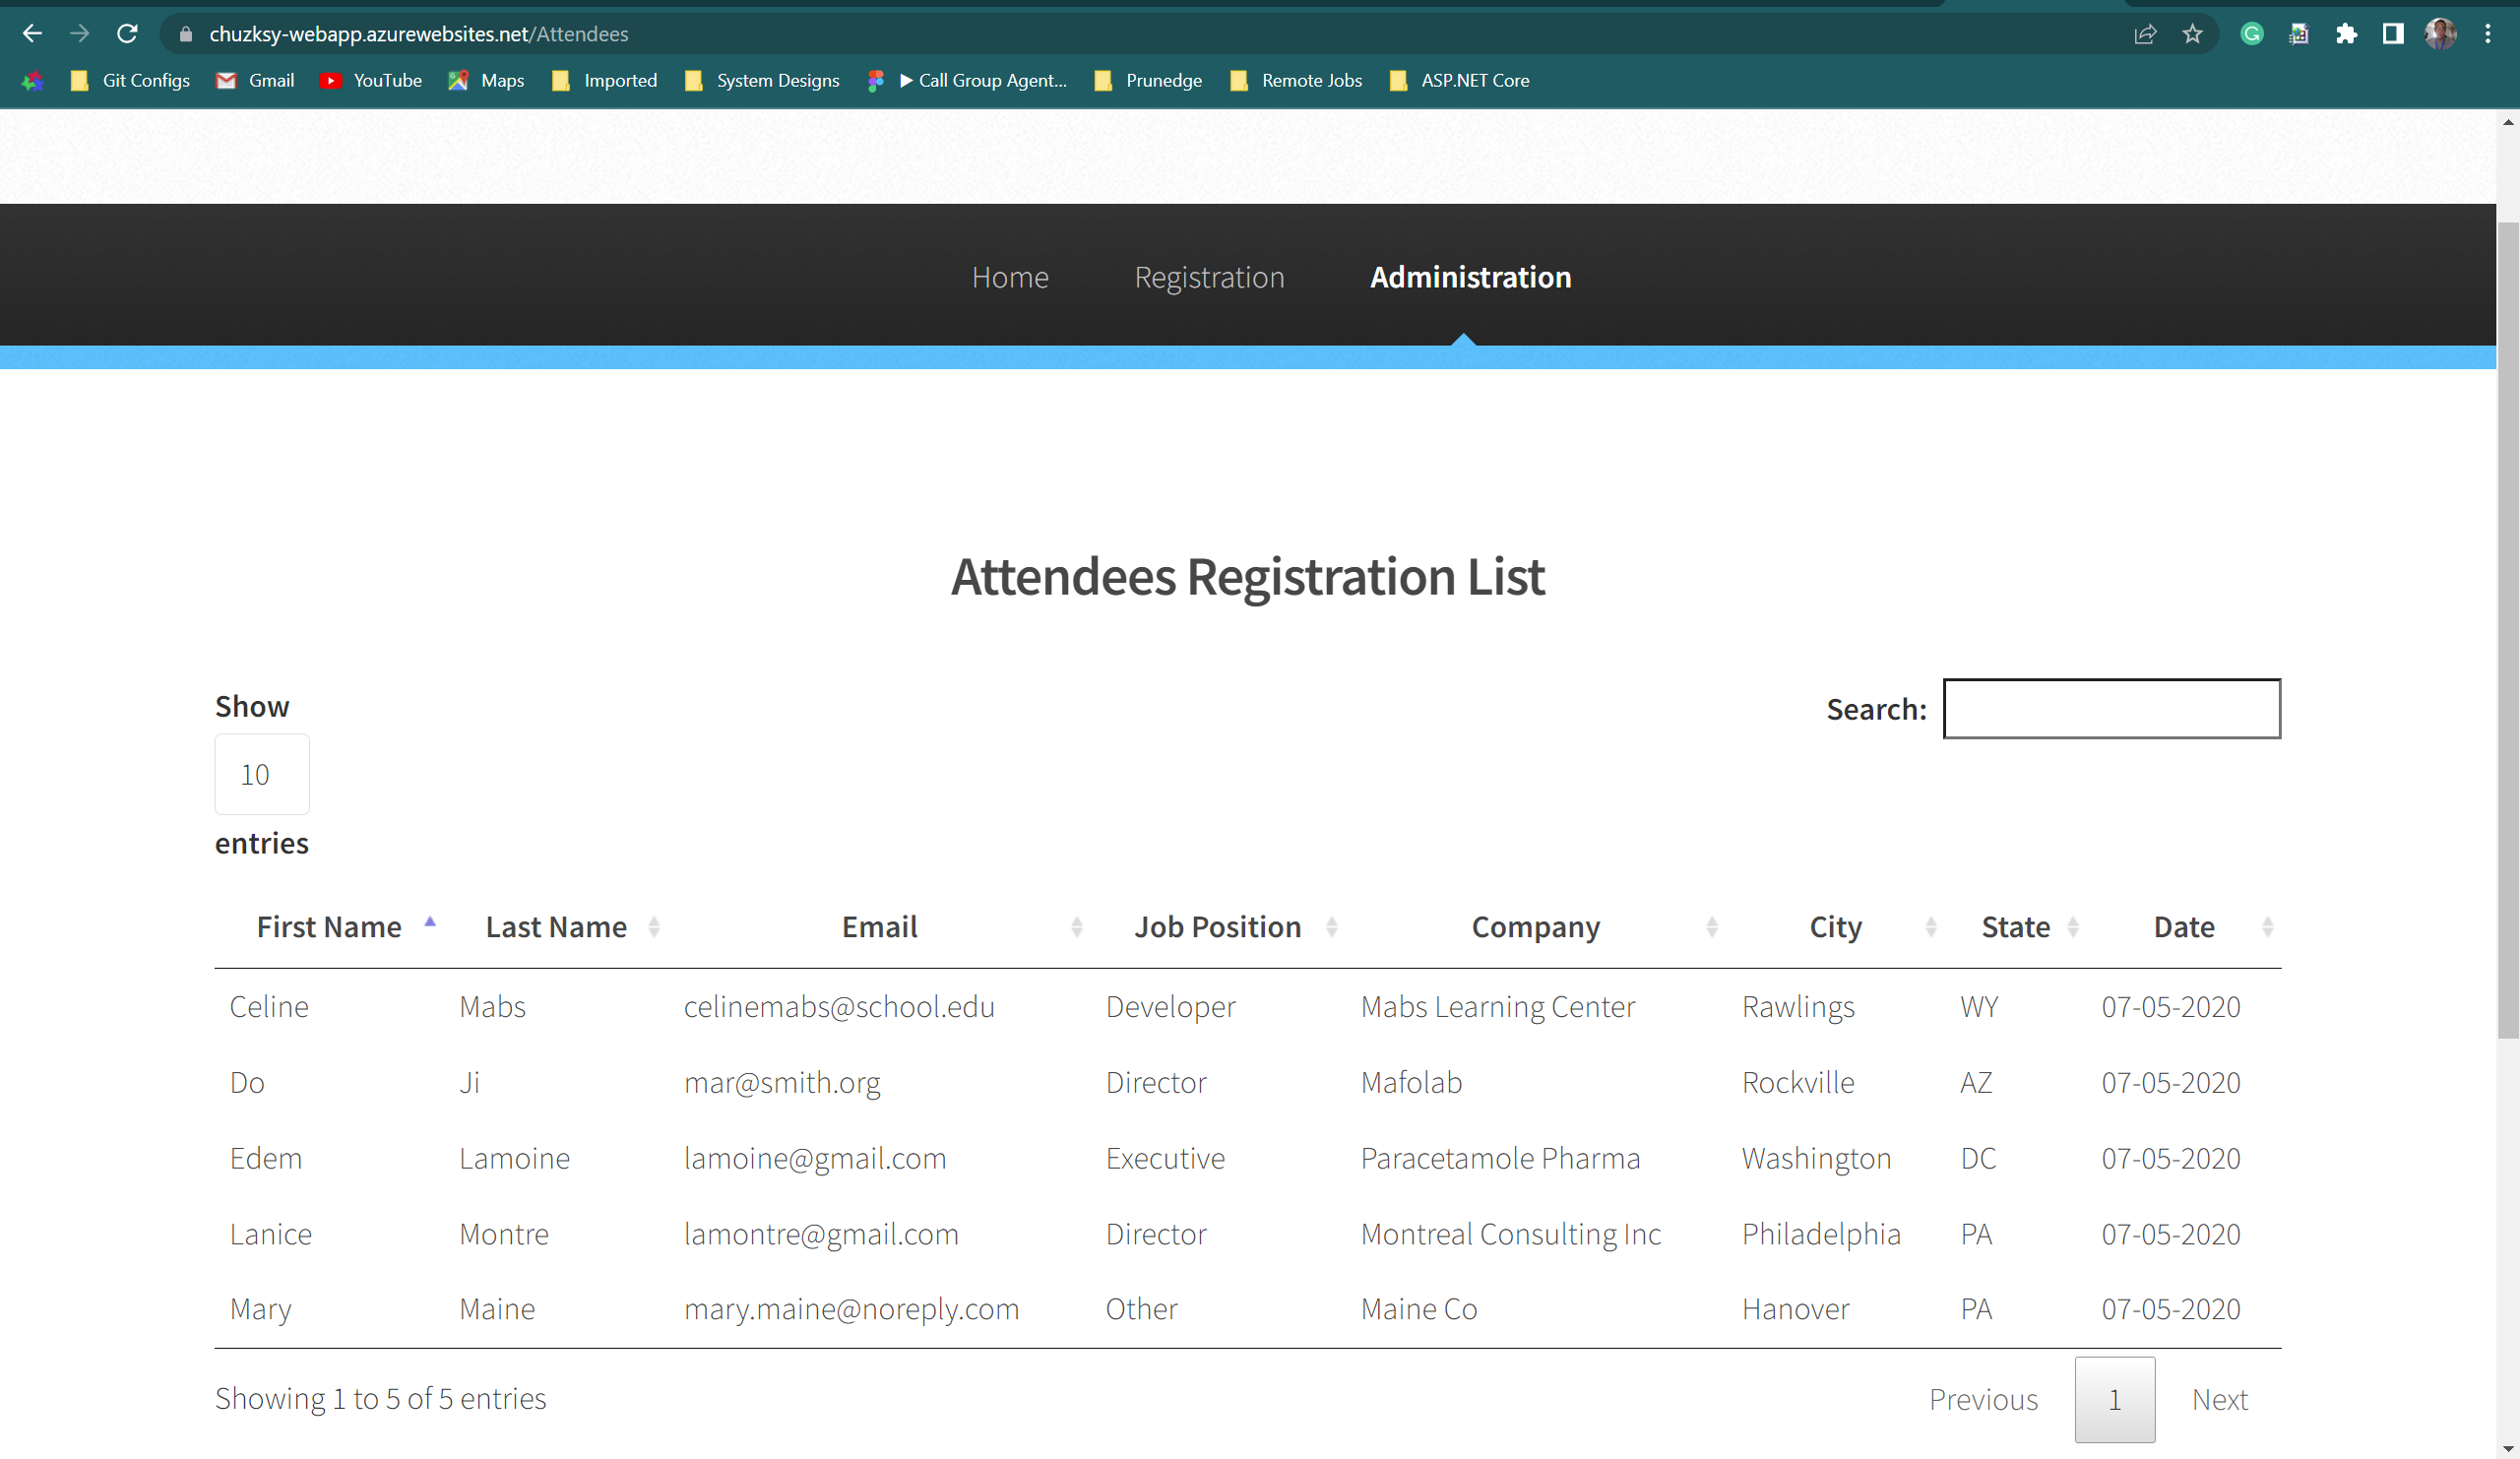 chuzksy-webapp.azurewebsites.net/Attendees
Git Configs Gmail YouTube Maps Imported System Designs ▶ Call Group Agent... Prunedge Remote Jobs ASP.NET Core
Home Registration Administration
Attendees Registration List
Show
10
entries
Search:
First Name Last Name Email Job Position Company City State Date
Celine Mabs celinemabs@school.edu Developer Mabs Learning Center Rawlings WY 07-05-2020
Do Ji mar@smith.org Director Mafolab Rockville AZ 07-05-2020
Edem Lamoine lamoine@gmail.com Executive Paracetamole Pharma Washington DC 07-05-2020
Lanice Montre lamontre@gmail.com Director Montreal Consulting Inc Philadelphia PA 07-05-2020
Mary Maine mary.maine@noreply.com Other Maine Co Hanover PA 07-05-2020
Showing 1 to 5 of 5 entries
Previous 1 Next